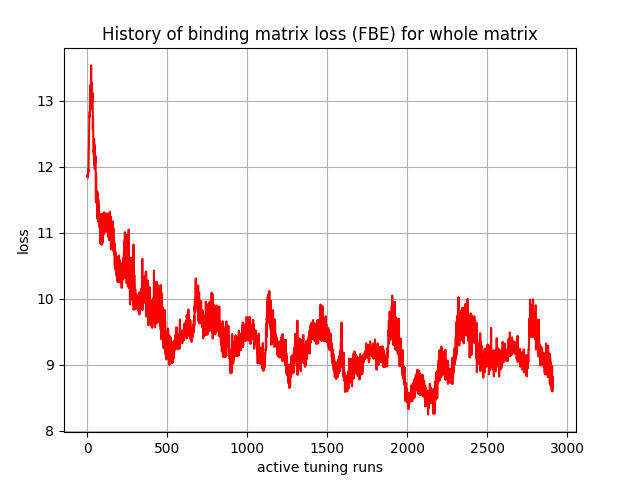 History of binding matrix loss (FBE) for whole matrix
13
12
11
10
9
8
loss
0 500 1000 1500 2000 2500 3000
active tuning runs